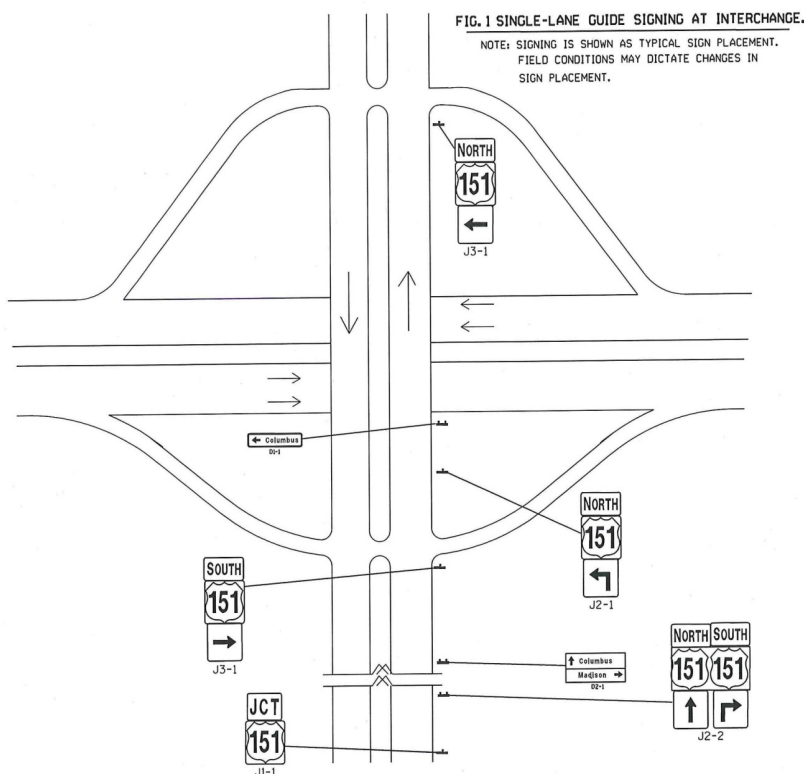 FIG. 1 SINGLE-LANE GUIDE SIGNING AT INTERCHANGE.
NOTE: SIGNING IS SHOWN AS TYPICAL SIGN PLACEMENT.
FIELD CONDITIONS MAY DICTATE CHANGES IN
SIGN PLACEMENT.
NORTH
151
←
J3-1
← Columbus
D1-1
NORTH
151
J2-1
SOUTH
151
→
J3-1
↑ Columbus
Madison →
D2-1
NORTH SOUTH
151 151
↑
J2-2
JCT
151
J1-1